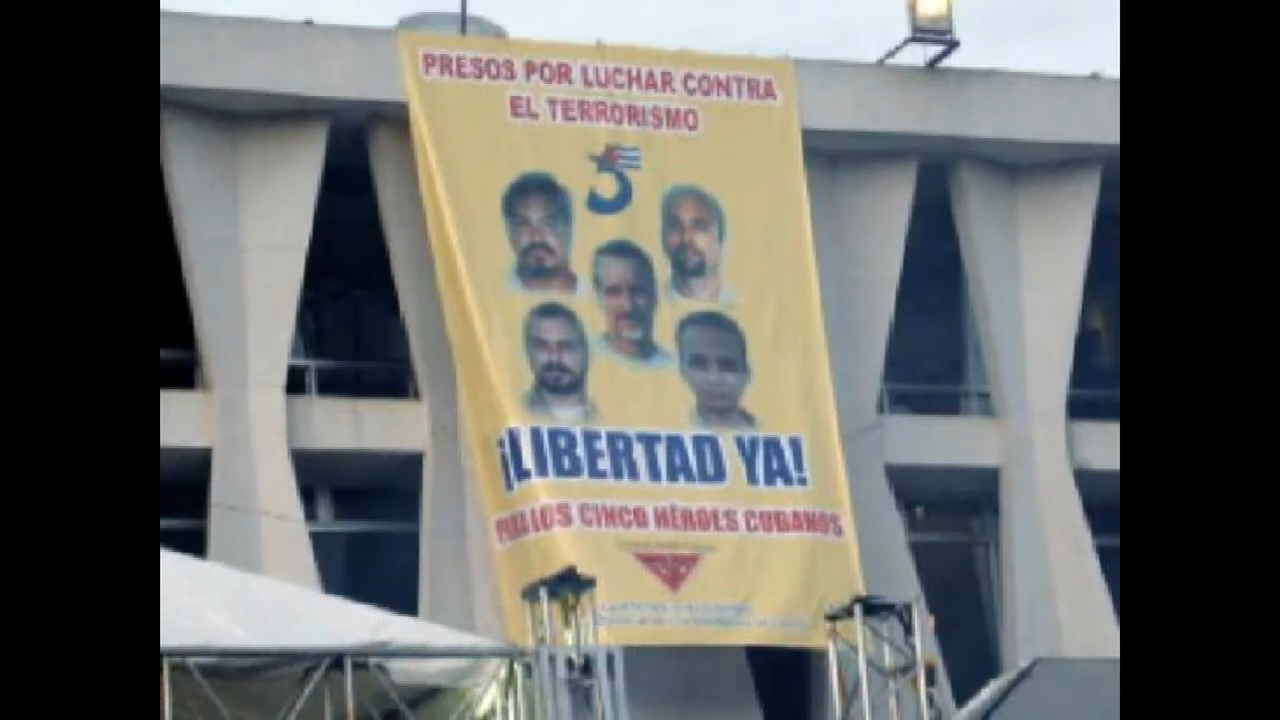 PRESOS POR LUCHAR CONTRA
EL TERRORISMO
5
¡LIBERTAD YA!
PARA LOS CINCO HÉROES CUBANOS